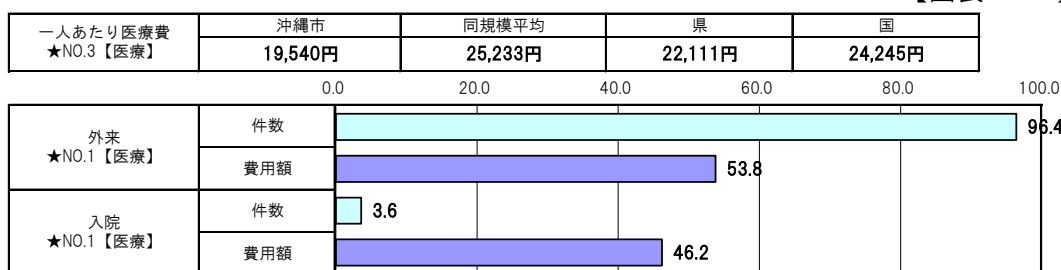 一人あたり医療費
★NO.3【医療】
沖縄市
同規模平均
県
国
19,540円
25,233円
22,111円
24,245円
0.0 20.0 40.0 60.0 80.0 100.0
外来
★NO.1【医療】
件数
96.4
費用額
53.8
入院
★NO.1【医療】
件数
3.6
費用額
46.2